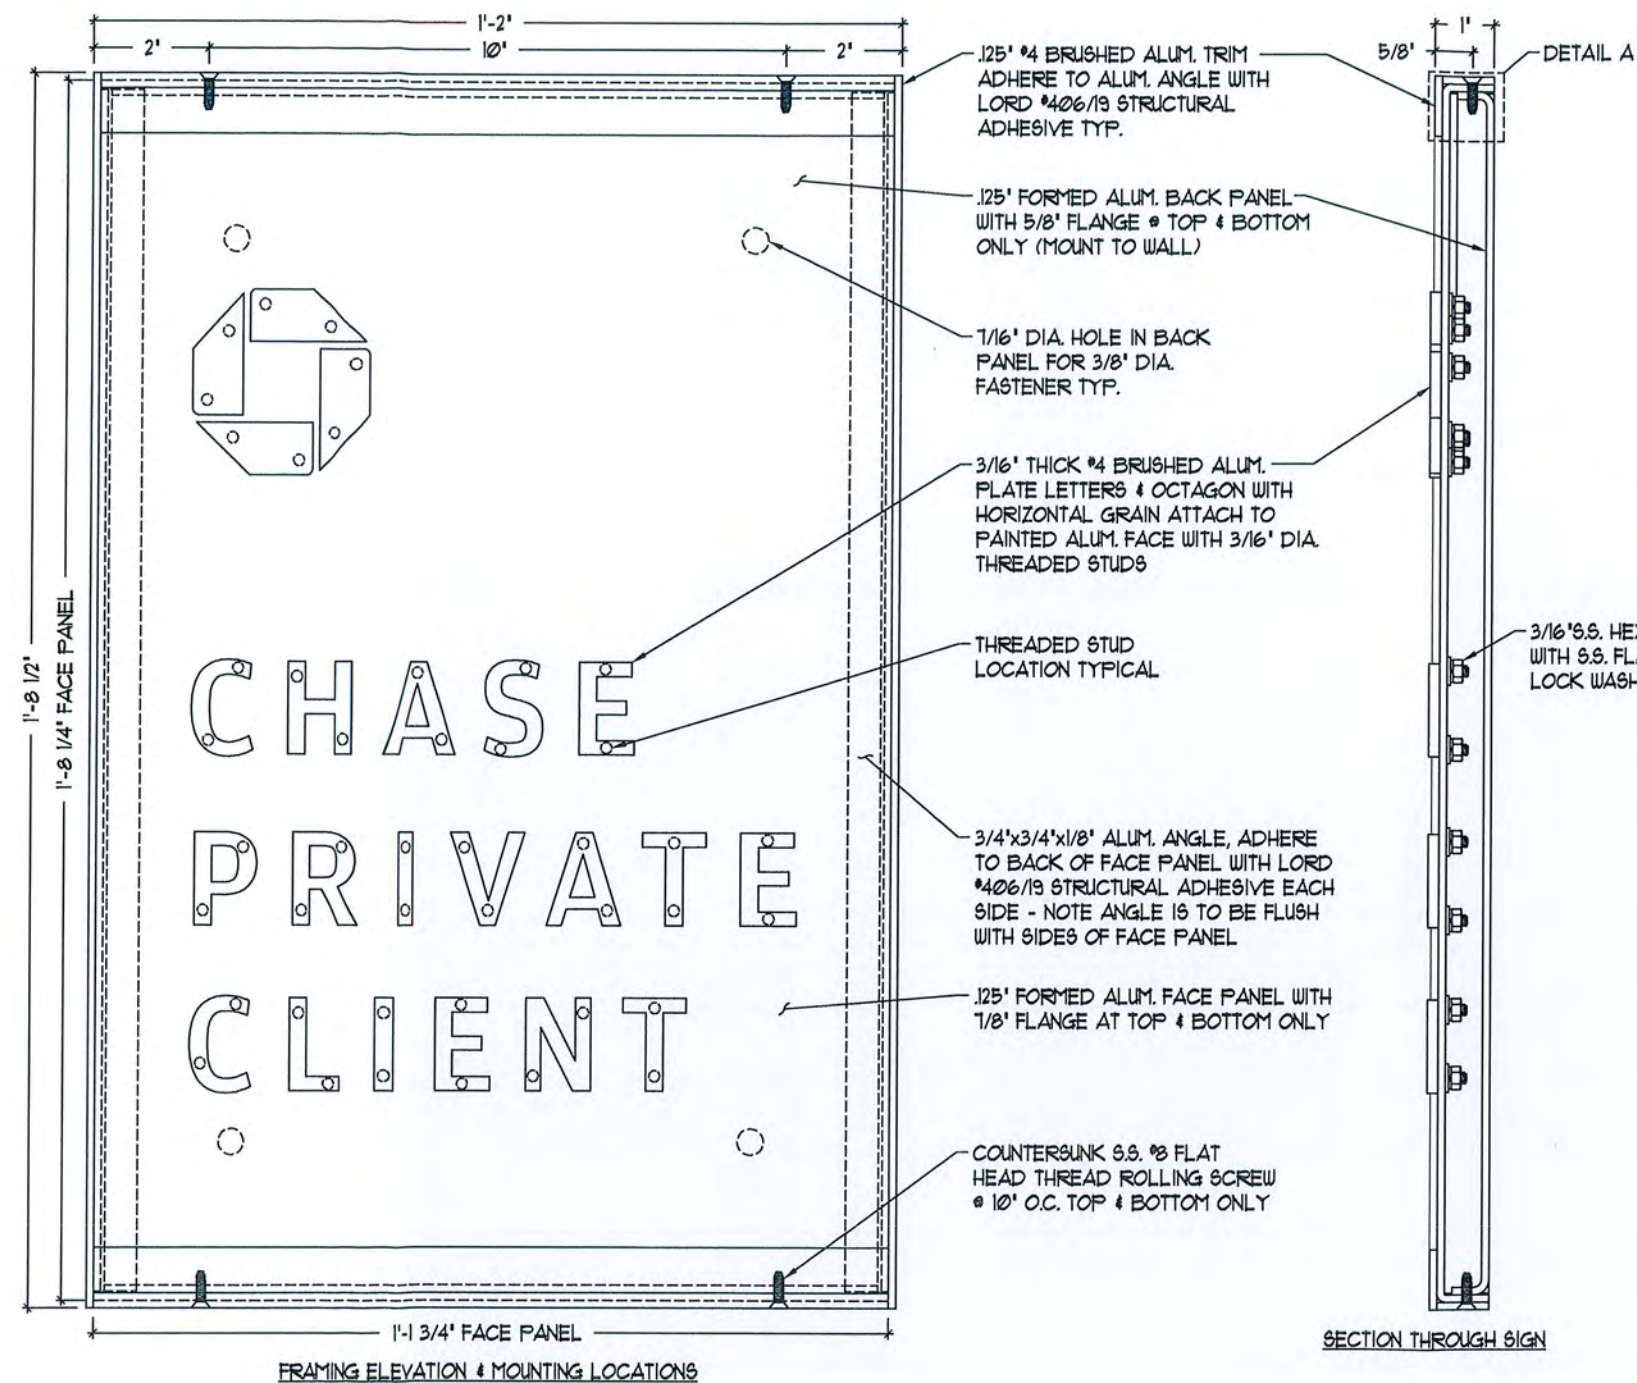 1'-2"
2" 10" 2"
1"
5/8"
DETAIL A
.125" #4 BRUSHED ALUM. TRIM
ADHERE TO ALUM. ANGLE WITH
LORD #406/19 STRUCTURAL
ADHESIVE TYP.
.125" FORMED ALUM. BACK PANEL
WITH 5/8" FLANGE @ TOP & BOTTOM
ONLY (MOUNT TO WALL)
7/16" DIA. HOLE IN BACK
PANEL FOR 3/8" DIA.
FASTENER TYP.
3/16" THICK #4 BRUSHED ALUM.
PLATE LETTERS & OCTAGON WITH
HORIZONTAL GRAIN ATTACH TO
PAINTED ALUM. FACE WITH 3/16" DIA.
THREADED STUDS
1'-8 1/2"
1'-8 1/4" FACE PANEL
THREADED STUD
LOCATION TYPICAL
3/16"S.S. HEX
WITH S.S. FL
LOCK WASH
CHASE
PRIVATE
CLIENT
3/4"x3/4"x1/8" ALUM. ANGLE, ADHERE
TO BACK OF FACE PANEL WITH LORD
#406/19 STRUCTURAL ADHESIVE EACH
SIDE - NOTE ANGLE IS TO BE FLUSH
WITH SIDES OF FACE PANEL
.125" FORMED ALUM. FACE PANEL WITH
7/8" FLANGE AT TOP & BOTTOM ONLY
COUNTERSUNK S.S. #8 FLAT
HEAD THREAD ROLLING SCREW
@ 10" O.C. TOP & BOTTOM ONLY
1'-1 3/4" FACE PANEL
FRAMING ELEVATION & MOUNTING LOCATIONS
SECTION THROUGH SIGN